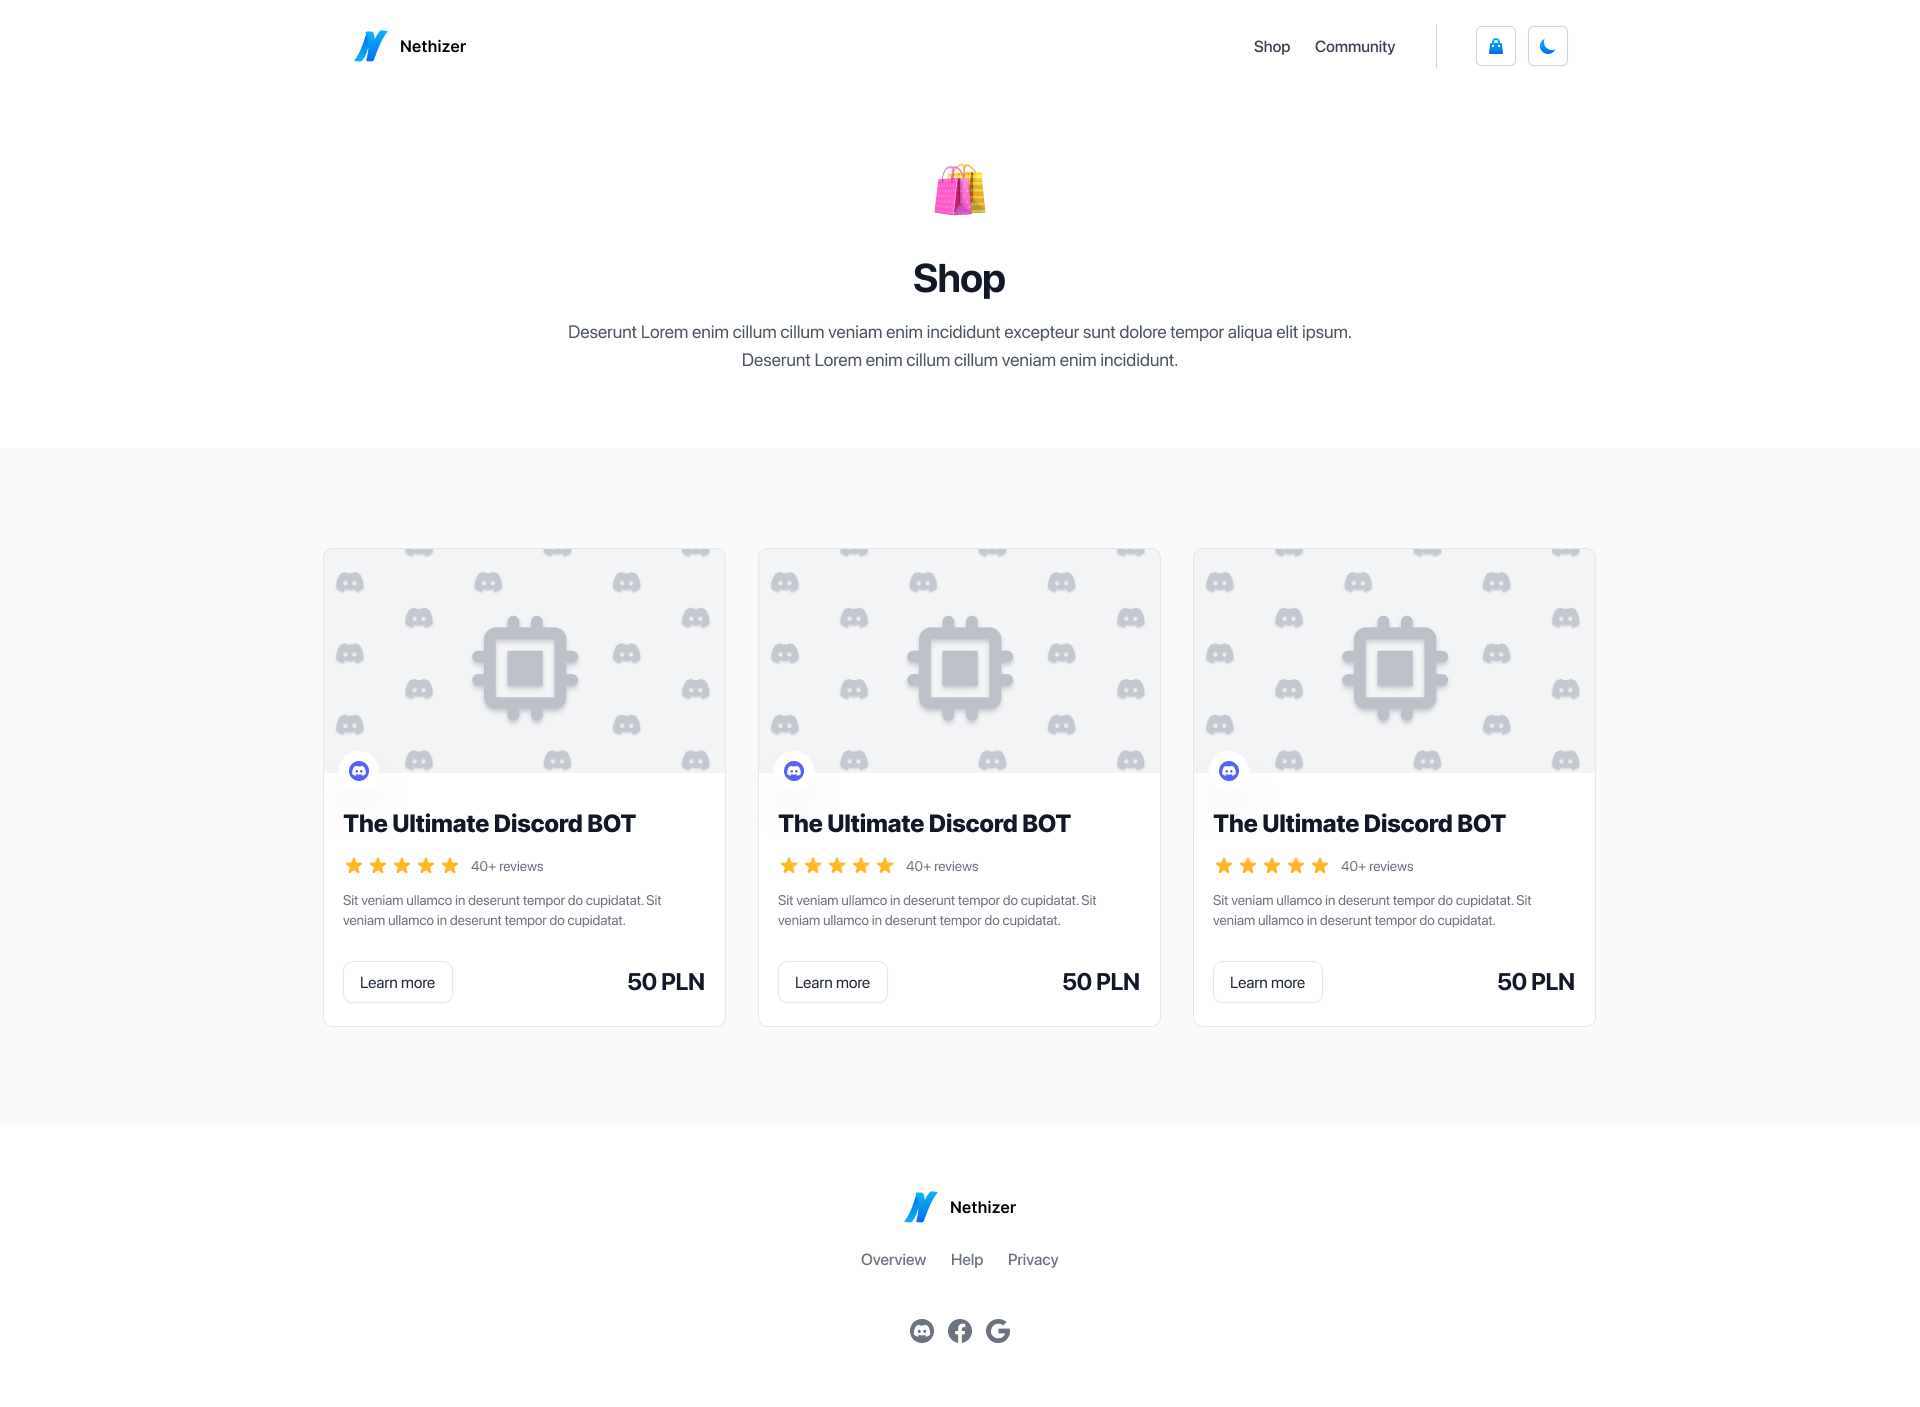 Nethizer
Shop
Community
Shop
Deserunt Lorem enim cillum cillum veniam enim incididunt excepteur sunt dolore tempor aliqua elit ipsum.
Deserunt Lorem enim cillum cillum veniam enim incididunt.
The Ultimate Discord BOT
40+ reviews
Sit veniam ullamco in deserunt tempor do cupidatat. Sit
veniam ullamco in deserunt tempor do cupidatat.
Learn more
50 PLN
The Ultimate Discord BOT
40+ reviews
Sit veniam ullamco in deserunt tempor do cupidatat. Sit
veniam ullamco in deserunt tempor do cupidatat.
Learn more
50 PLN
The Ultimate Discord BOT
40+ reviews
Sit veniam ullamco in deserunt tempor do cupidatat. Sit
veniam ullamco in deserunt tempor do cupidatat.
Learn more
50 PLN
Nethizer
Overview
Help
Privacy